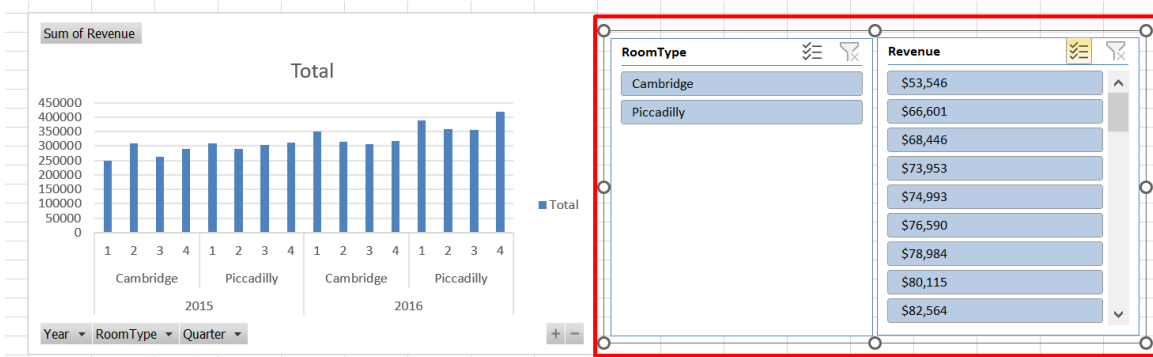 Sum of Revenue
Total
450000
400000
350000
300000
250000
200000
150000
100000
50000
0
1 2 3 4 1 2 3 4 1 2 3 4 1 2 3 4
Cambridge Piccadilly Cambridge Piccadilly
2015 2016
Total
Year RoomType Quarter
RoomType
Cambridge
Piccadilly
Revenue
$53,546
$66,601
$68,446
$73,953
$74,993
$76,590
$78,984
$80,115
$82,564